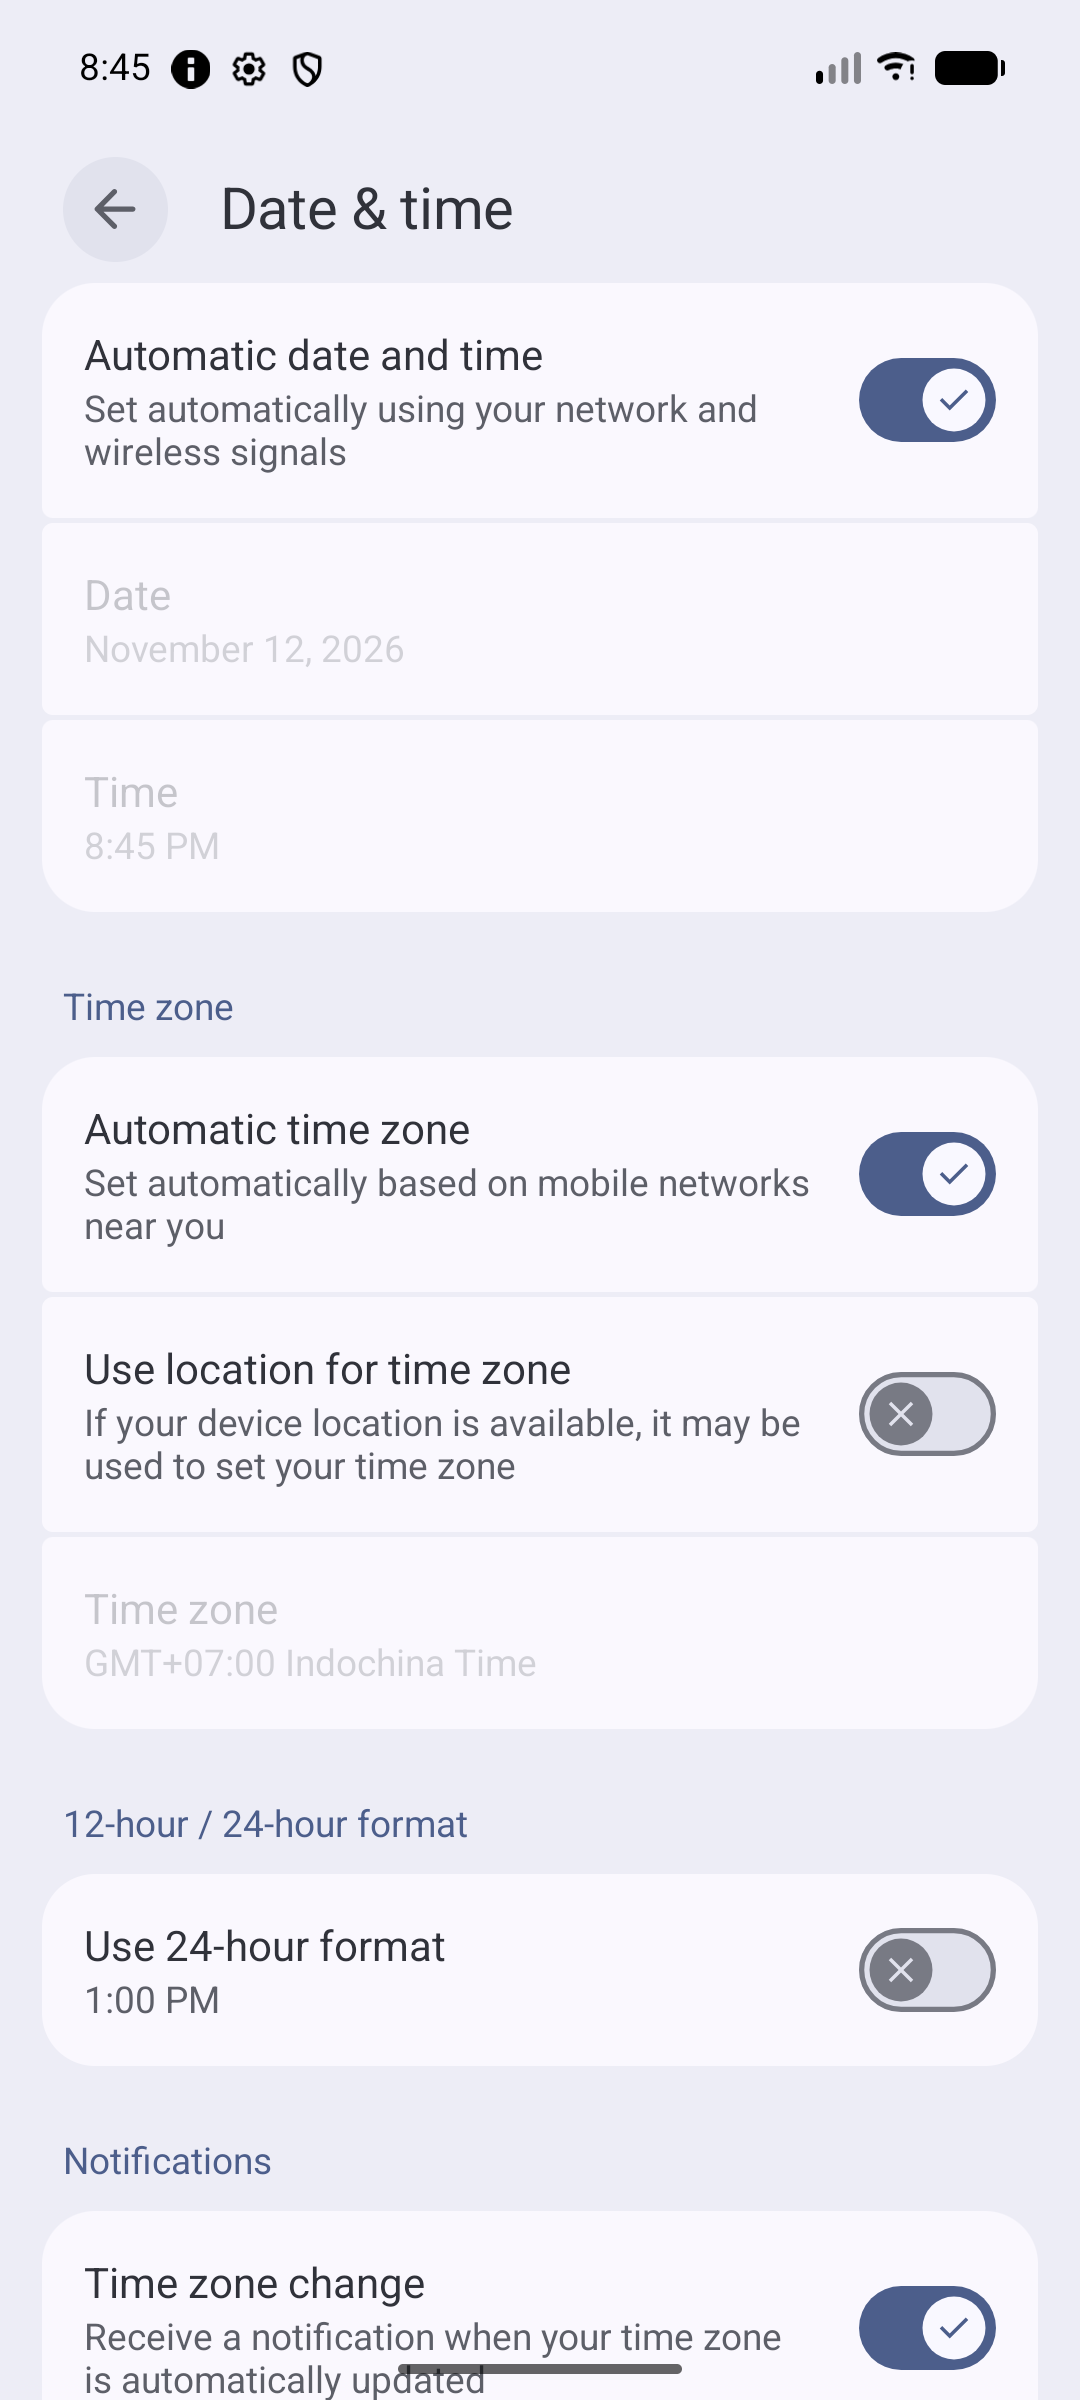 8:45
Date & time
Automatic date and time
Set automatically using your network and
wireless signals
Date
November 12, 2026
Time
8:45 PM
Time zone
Automatic time zone
Set automatically based on mobile networks
near you
Use location for time zone
If your device location is available, it may be
used to set your time zone
Time zone
GMT+07:00 Indochina Time
12-hour / 24-hour format
Use 24-hour format
1:00 PM
Notifications
Time zone change
Receive a notification when your time zone
is automatically updated